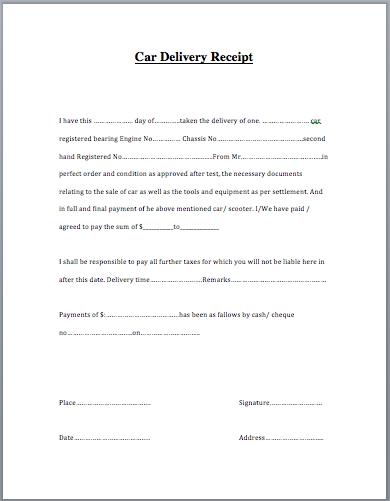 Car Delivery Receipt
I have this ………………… day of…………taken the delivery of one. …………………… car
registered bearing Engine No…………… Chassis No……………………………………second
hand Registered No………………………………………From Mr……………………………………in
perfect order and condition as approved after test, the necessary documents
relating to the sale of car as well as the tools and equipment as per settlement. And
in full and final payment of he above mentioned car/ scooter. I/We have paid /
agreed to pay the sum of $_________to___________
I shall be responsible to pay all further taxes for which you will not be liable here in
after this date. Delivery time………………………Remarks…………………………………………
Payments of $:………………………………has been as fallows by cash/ cheque
no……………………………on…………………………
Place………………………………… Signature………………………
Date………………………………… Address………………………